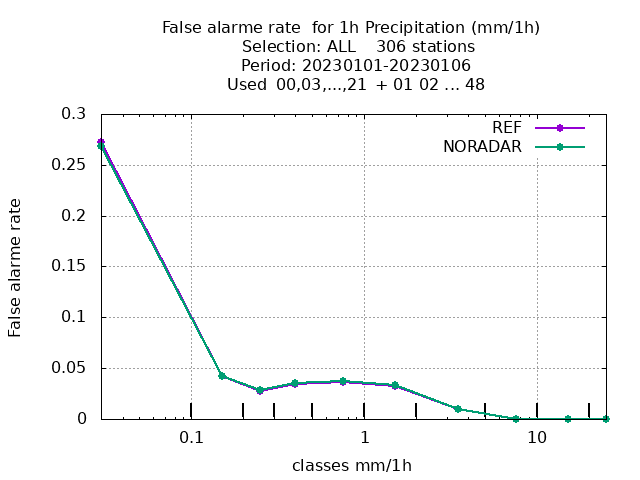 False alarme rate  for 1h Precipitation (mm/1h)
Selection: ALL    306 stations
Period: 20230101-20230106
Used  00,03,...,21  + 01 02 ... 48
REF
NORADAR
0.3
0.25
0.2
0.15
0.1
0.05
0
False alarme rate
0.1
1
10
classes mm/1h